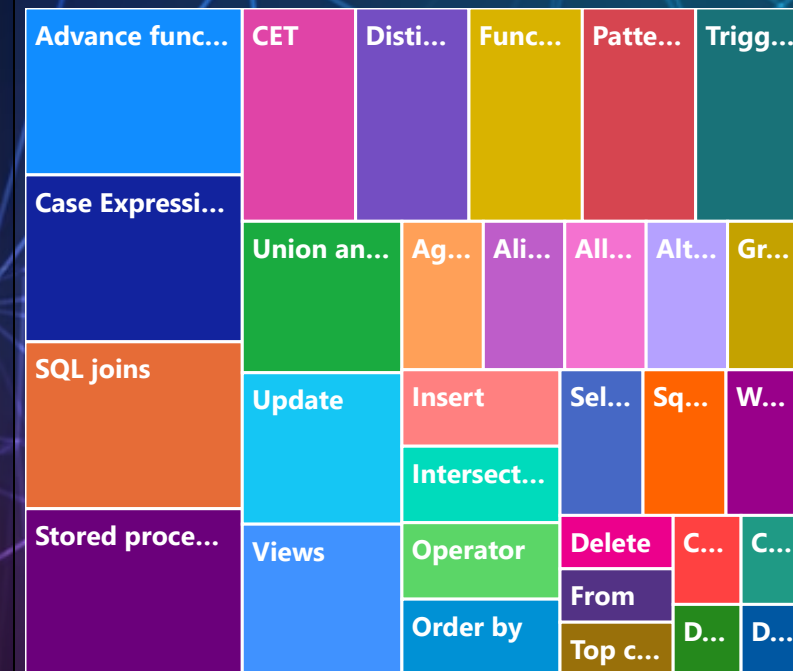 Advance func...
CET
Disti...
Func...
Patte...
Trigg...
Case Expressi...
Union an...
Ag...
Ali...
All...
Alt...
Gr...
SQL joins
Update
Insert
Sel...
Sq...
W...
Intersect...
Stored proce...
Views
Operator
Delete
C...
C...
From
Order by
Top c...
D...
D...